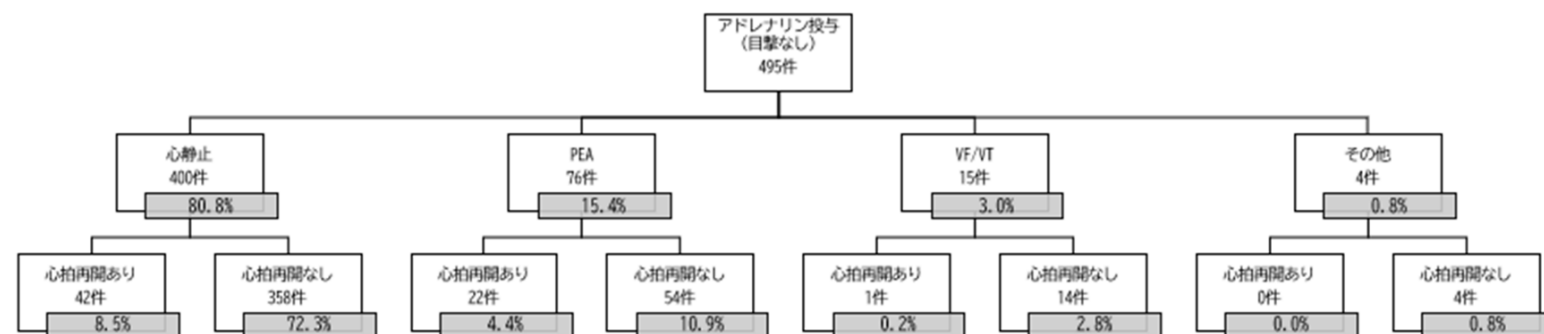 アドレナリン投与
（目撃なし）
495件
心静止
400件
80.8%
PEA
76件
15.4%
VF/VT
15件
3.0%
その他
4件
0.8%
心拍再開あり
42件
8.5%
心拍再開なし
358件
72.3%
心拍再開あり
22件
4.4%
心拍再開なし
54件
10.9%
心拍再開あり
1件
0.2%
心拍再開なし
14件
2.8%
心拍再開あり
0件
0.0%
心拍再開なし
4件
0.8%